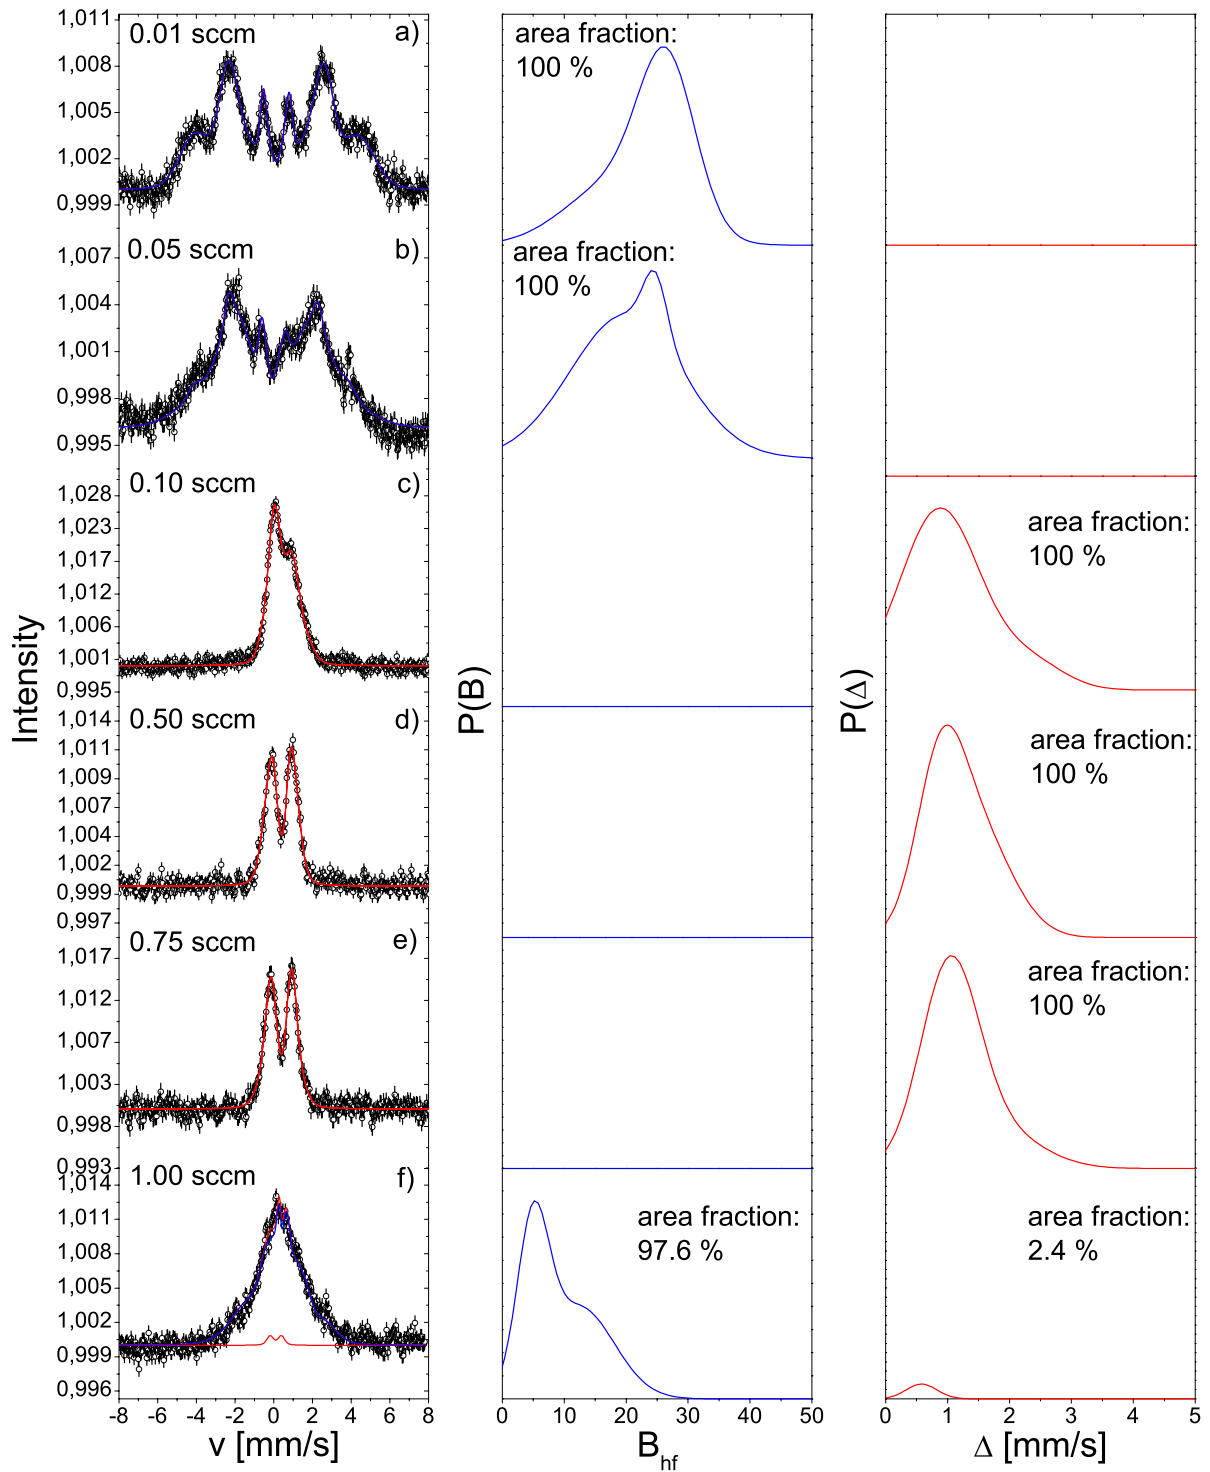 0.01 sccm a)
1,011
1,008
1,005
1,002
0,999
area fraction:
100 %
0.05 sccm b)
1,007
1,004
1,001
0,998
0,995
area fraction:
100 %
0.10 sccm c)
1,028
1,023
1,017
1,012
1,006
1,001
0,995
area fraction:
100 %
0.50 sccm d)
1,014
1,011
1,009
1,007
1,004
1,002
0,999
0,997
area fraction:
100 %
0.75 sccm e)
1,017
1,012
1,007
1,003
0,998
0,993
area fraction:
100 %
1.00 sccm f)
1,014
1,011
1,008
1,005
1,002
0,999
0,996
area fraction:
97.6 %
area fraction:
2.4 %
Intensity
P(B)
P(Δ)
-8 -6 -4 -2 0 2 4 6 8
v [mm/s]
0 10 20 30 40 50
Bhf
0 1 2 3 4 5
Δ [mm/s]